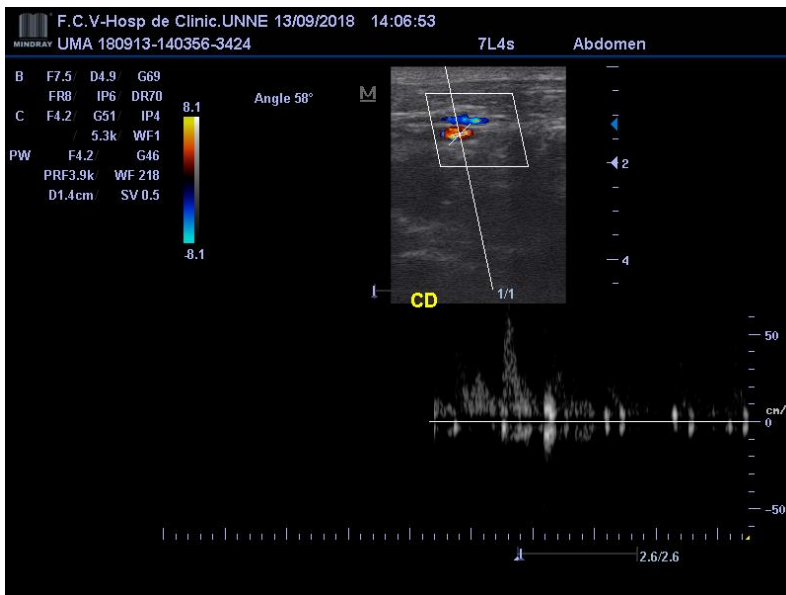 F.C.V-Hosp de Clinic.UNNE 13/09/2018 14:06:53
MINDRAY UMA 180913-140356-3424 7L4s Abdomen
B F7.5/ D4.9/ G69
FR8/ IP6/ DR70
C F4.2/ G51/ IP4
/ 5.3k/ WF1
PW F4.2/ G46
PRF3.9k/ WF 218
D1.4cm/ SV 0.5
8.1
-8.1
Angle 58°
M
2
4
1/1
CD
50
cm/
0
-50
2.6/2.6